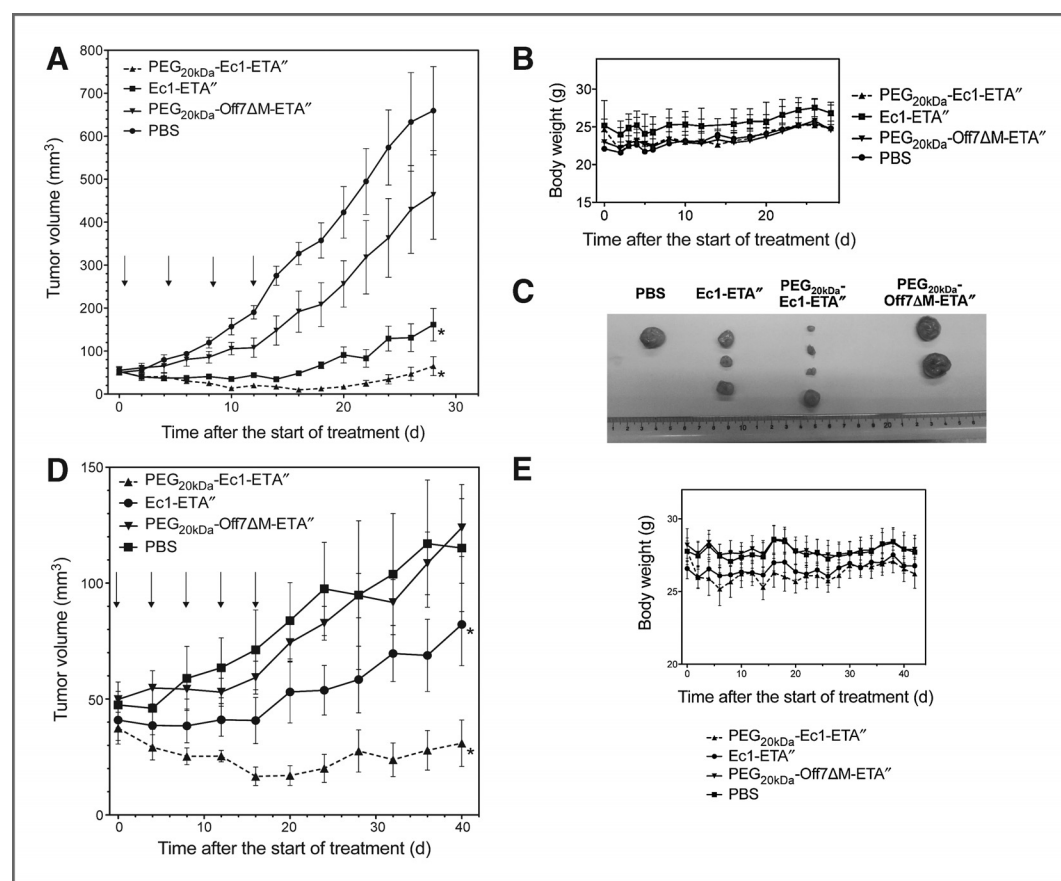 A
800
700
600
500
400
300
200
100
0
Tumor volume (mm³)
PEG20kDa-Ec1-ETA″
Ec1-ETA″
PEG20kDa-Off7ΔM-ETA″
PBS
*
*
0 10 20 30
Time after the start of treatment (d)
B
30
25
20
15
Body weight (g)
0 10 20
Time after the start of treatment (d)
PEG20kDa-Ec1-ETA″
Ec1-ETA″
PEG20kDa-Off7ΔM-ETA″
PBS
C
PBS
Ec1-ETA″
PEG20kDa-
Ec1-ETA″
PEG20kDa-
Off7ΔM-ETA″
D
150
100
50
0
Tumor volume (mm³)
PEG20kDa-Ec1-ETA″
Ec1-ETA″
PEG20kDa-Off7ΔM-ETA″
PBS
*
*
0 10 20 30 40
Time after the start of treatment (d)
E
30
25
20
Body weight (g)
0 10 20 30 40
Time after the start of treatment (d)
PEG20kDa-Ec1-ETA″
Ec1-ETA″
PEG20kDa-Off7ΔM-ETA″
PBS